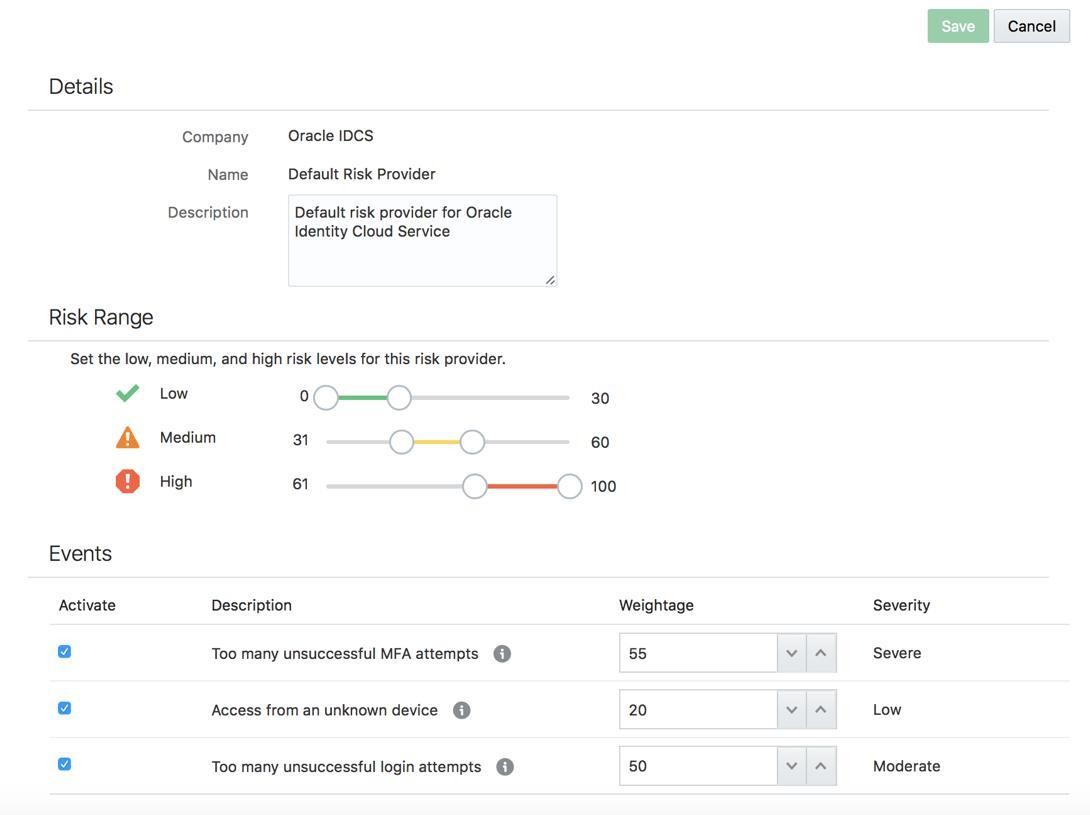 Save Cancel
Details
Company Oracle IDCS
Name Default Risk Provider
Description Default risk provider for Oracle
Identity Cloud Service
Risk Range
Set the low, medium, and high risk levels for this risk provider.
Low 0 30
Medium 31 60
High 61 100
Events
Activate Description Weightage Severity
Too many unsuccessful MFA attempts 55 Severe
Access from an unknown device 20 Low
Too many unsuccessful login attempts 50 Moderate